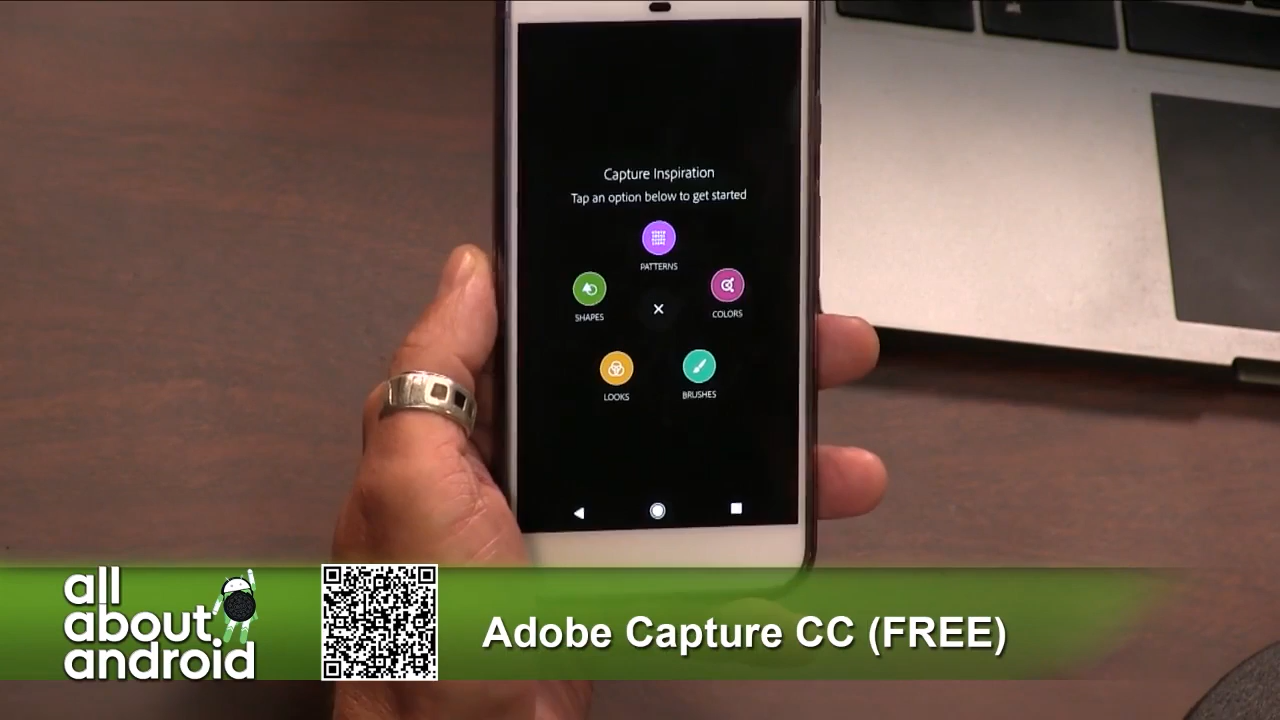 Capture Inspiration
Tap an option below to get started
PATTERNS
SHAPES
COLORS
LOOKS
BRUSHES
all
about
android
Adobe Capture CC (FREE)